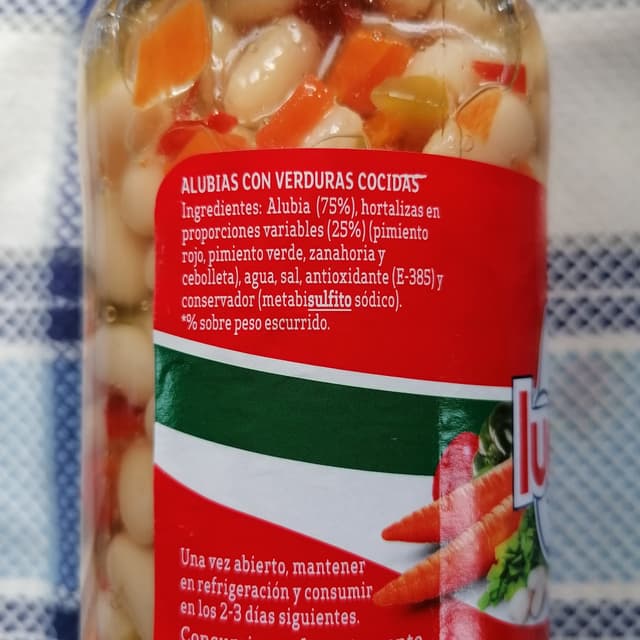 ALUBIAS CON VERDURAS COCIDAS
Ingredientes: Alubia (75%), hortalizas en
proporciones variables (25%) (pimiento
rojo, pimiento verde, zanahoria y
cebolleta), agua, sal, antioxidante (E-385) y
conservador (metabisulfito sódico).
*% sobre peso escurrido.
Una vez abierto, mantener
en refrigeración y consumir
en los 2-3 días siguientes.